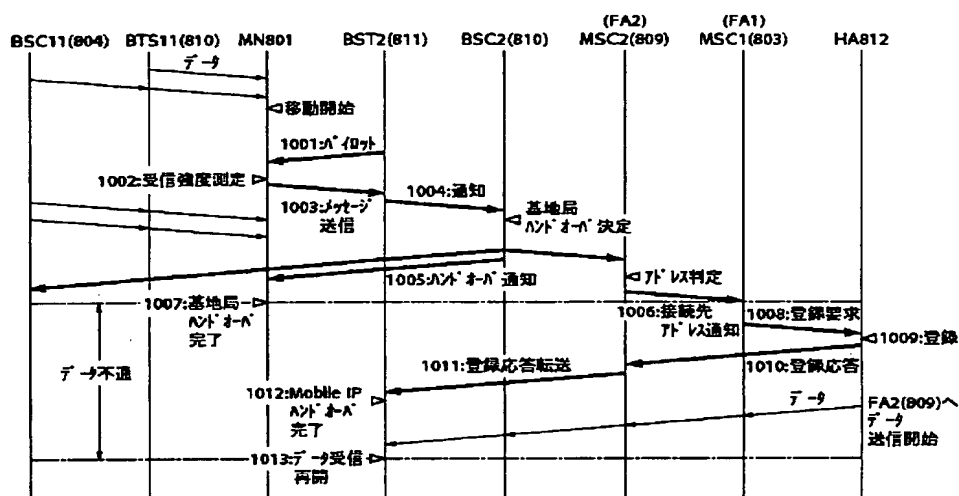 (FA2) (FA1)
BSC11(804) BTS11(810) MN801 BST2(811) BSC2(810) MSC2(809) MSC1(803) HA812
データ
移動開始
1001:パイロット
1002:受信強度測定
1003:メッセージ
送信
1004:通知
基地局
ハンドオーバ決定
1005:ハンドオーバ通知
アドレス判定
1006:接続先
アドレス通知
1007:基地局
ハンドオーバ
完了
1008:登録要求
1009:登録
1010:登録応答
1011:登録応答転送
データ不通
1012:Mobile IP
ハンドオーバ
完了
データ
FA2(809)へ
データ
送信開始
1013:データ受信
再開